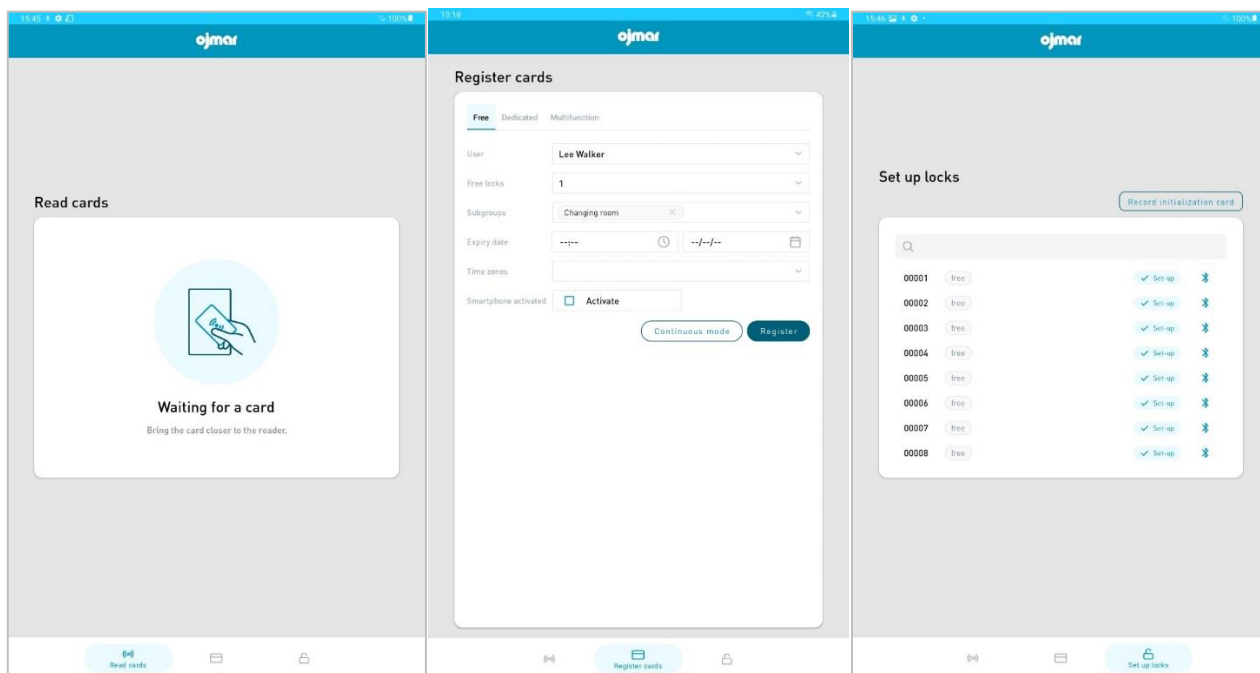 15:45
100%
ojmar
Read cards
Waiting for a card
Bring the card closer to the reader.
Read cards
13:18
42%
ojmar
Register cards
Free Dedicated Multifunction
User Lee Walker
Free locks 1
Subgroups Changing room
Expiry date --:-- --/--/--
Time zones
Smartphone activated Activate
Continuous mode Register
Register cards
15:46
100%
ojmar
Set up locks
Record initialization card
00001 free Set-up
00002 free Set-up
00003 free Set-up
00004 free Set-up
00005 free Set-up
00006 free Set-up
00007 free Set-up
00008 free Set-up
Set up locks